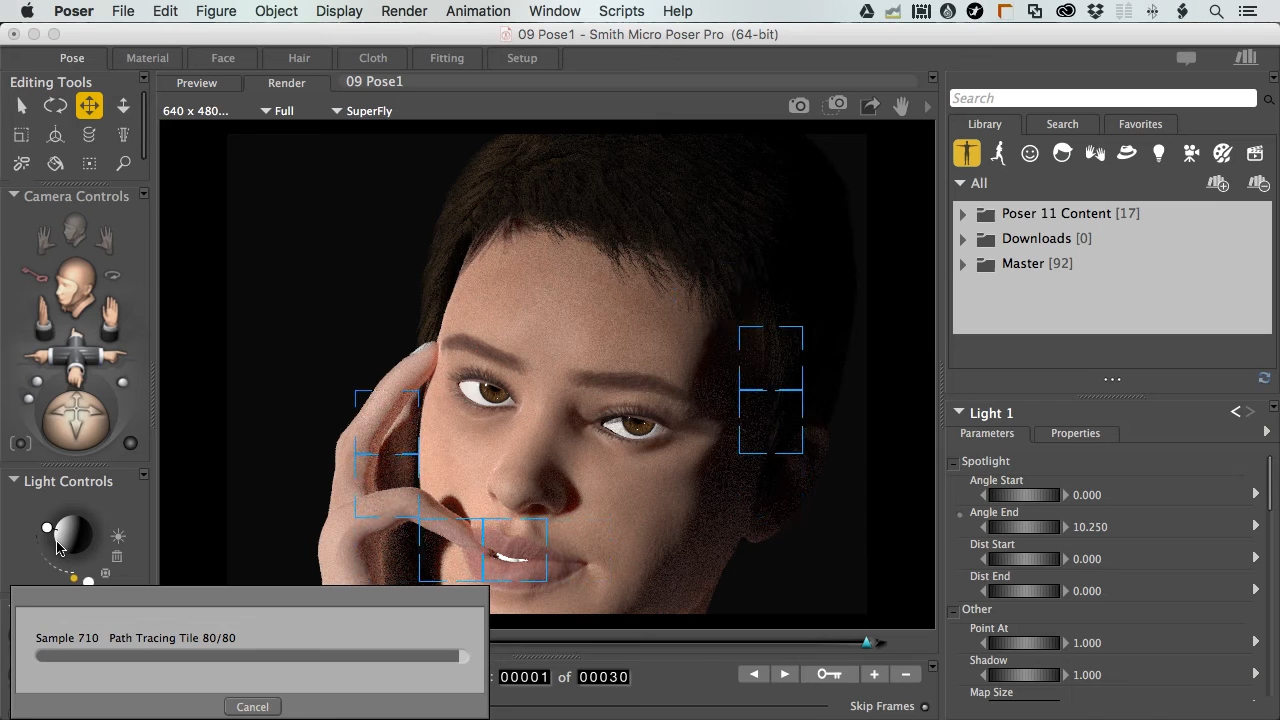 Poser File Edit Figure Object Display Render Animation Window Scripts Help
09 Pose1 - Smith Micro Poser Pro (64-bit)
Pose Material Face Hair Cloth Fitting Setup
Editing Tools
Preview Render 09 Pose1
640 x 480... Full SuperFly
Search
Library Search Favorites
All
Camera Controls
Poser 11 Content [17]
Downloads [0]
Master [92]
...
Light 1
Parameters Properties
Spotlight
Angle Start
0.000
Angle End
10.250
Dist Start
0.000
Dist End
0.000
Other
Point At
1.000
Shadow
1.000
Map Size
Light Controls
Sample 710 Path Tracing Tile 80/80
Cancel
: 00001 of 00030
Skip Frames